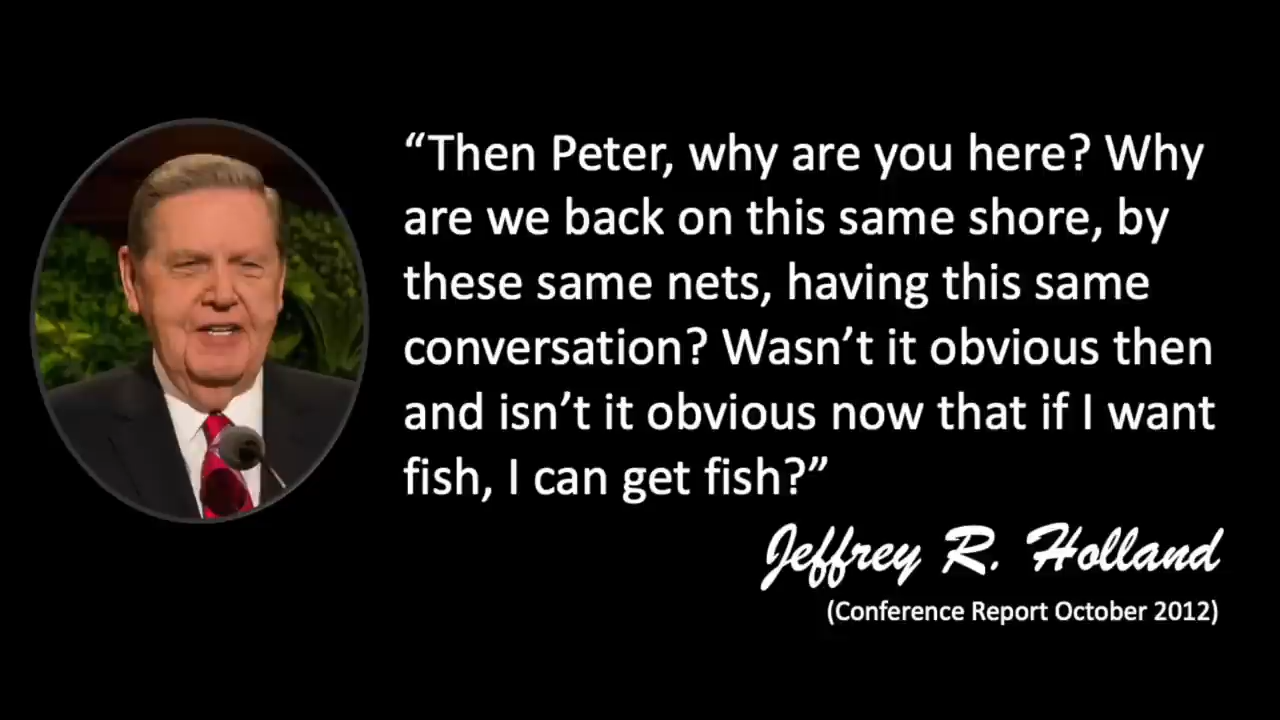 “Then Peter, why are you here? Why
are we back on this same shore, by
these same nets, having this same
conversation? Wasn’t it obvious then
and isn’t it obvious now that if I want
fish, I can get fish?”
Jeffrey R. Holland
(Conference Report October 2012)